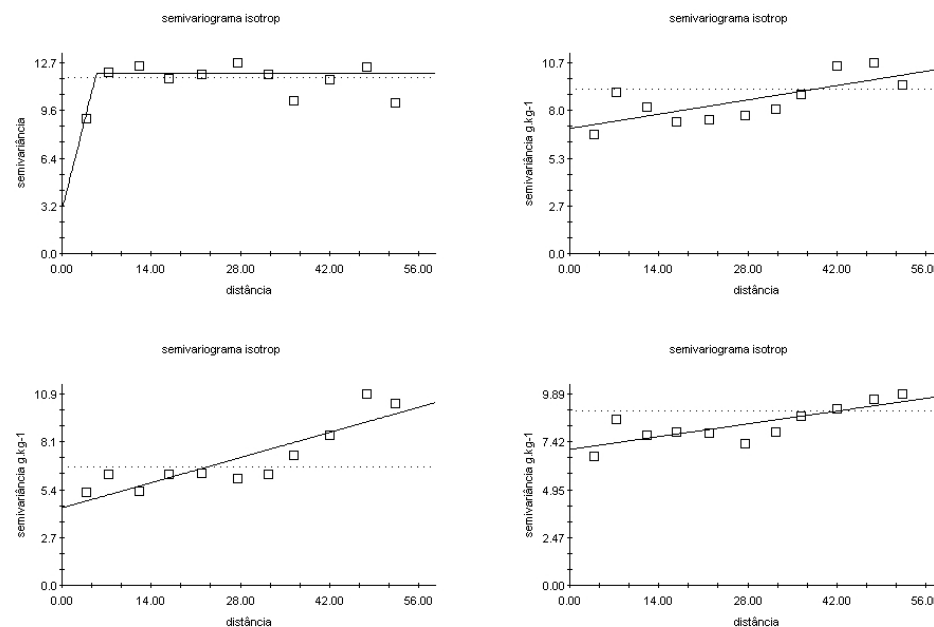 semivariograma isotrop
semivariância
12.7
9.6
6.4
3.2
0.0
0.00 14.00 28.00 42.00 56.00
distância
semivariograma isotrop
semivariância g.kg-1
10.7
8.0
5.3
2.7
0.0
0.00 14.00 28.00 42.00
distância
semivariograma isotrop
semivariância g.kg-1
10.9
8.1
5.4
2.7
0.0
0.00 14.00 28.00 42.00 56.00
distância
semivariograma isotrop
semivariância g.kg-1
9.89
7.42
4.95
2.47
0.00
0.00 14.00 28.00 42.00
distância